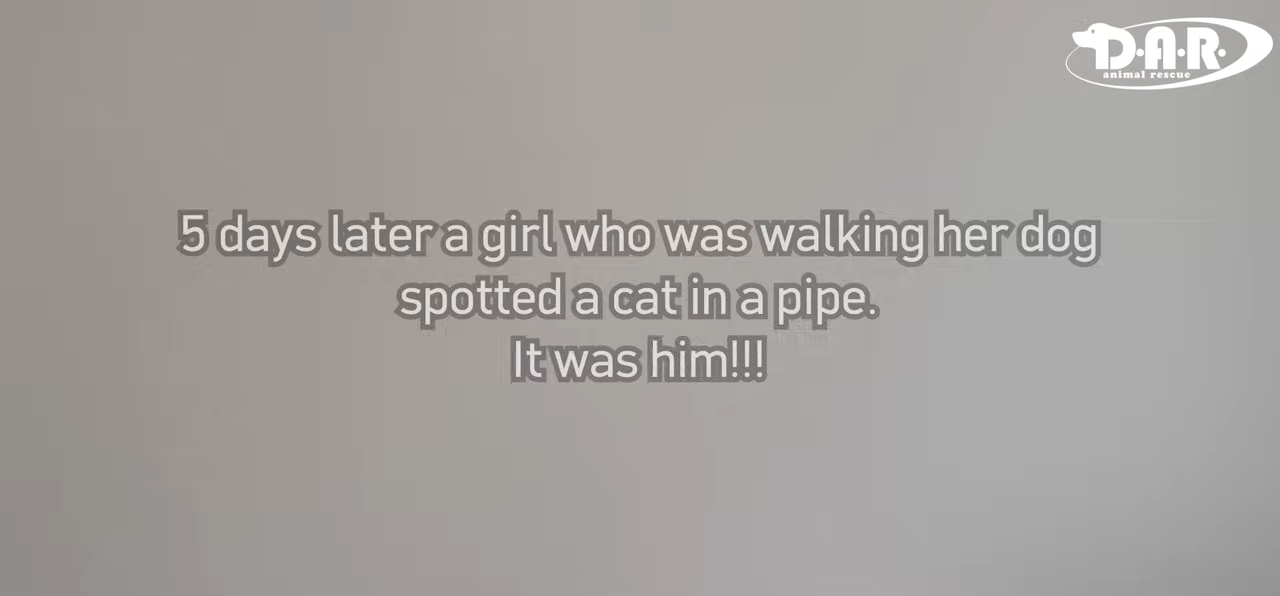 D.A.R.
animal rescue
5 days later a girl who was walking her dog
spotted a cat in a pipe.
It was him!!!